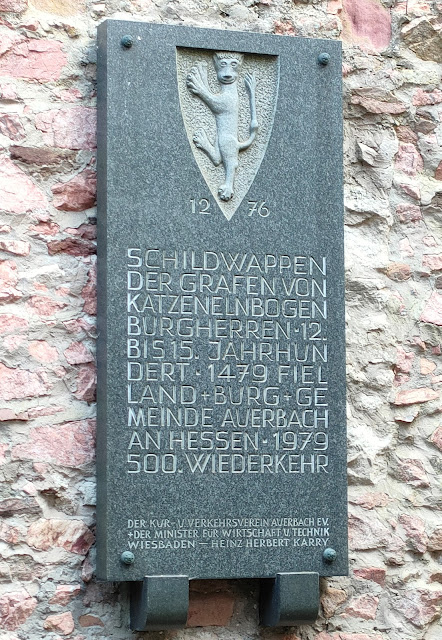 12 76
SCHILDWAPPEN
DER GRAFEN VON
KATZENELNBOGEN
BURGHERREN · 12.
BIS 15. JAHRHUN
DERT · 1479 FIEL
LAND + BURG + GE
MEINDE AUERBACH
AN HESSEN · 1979
500. WIEDERKEHR
DER KUR- U. VERKEHRSVEREIN AUERBACH E.V.
+ DER MINISTER FÜR WIRTSCHAFT U. TECHNIK
WIESBADEN — HEINZ HERBERT KARRY